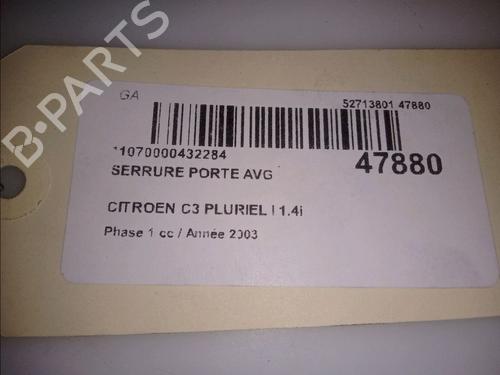 B-PARTS
GA
52713801 47880
*1070000432284
47880
SERRURE PORTE AVG
CITROEN C3 PLURIEL I 1.4i
Phase 1 cc / Année 2003